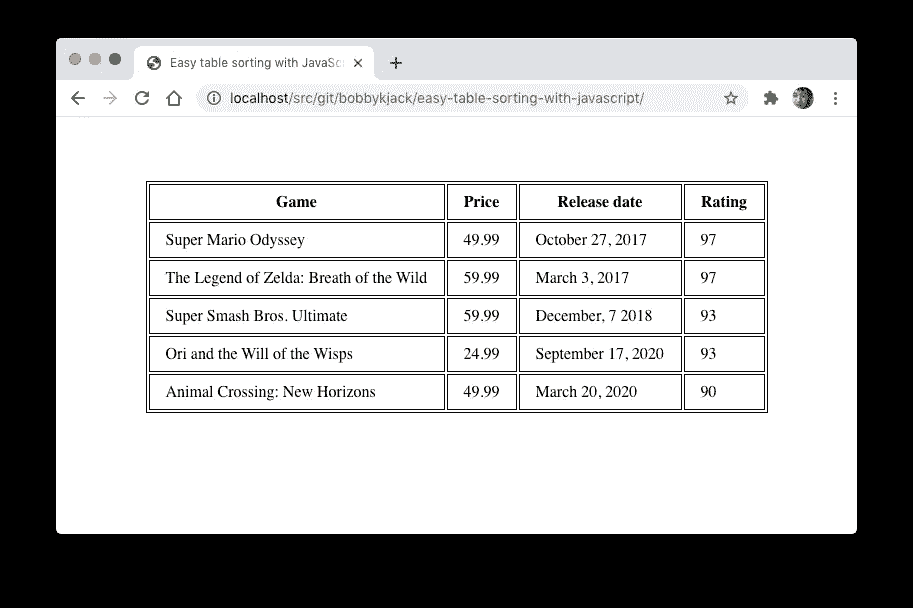 Easy table sorting with JavaSc
localhost/src/git/bobbykjack/easy-table-sorting-with-javascript/
Game Price Release date Rating
Super Mario Odyssey 49.99 October 27, 2017 97
The Legend of Zelda: Breath of the Wild 59.99 March 3, 2017 97
Super Smash Bros. Ultimate 59.99 December, 7 2018 93
Ori and the Will of the Wisps 24.99 September 17, 2020 93
Animal Crossing: New Horizons 49.99 March 20, 2020 90